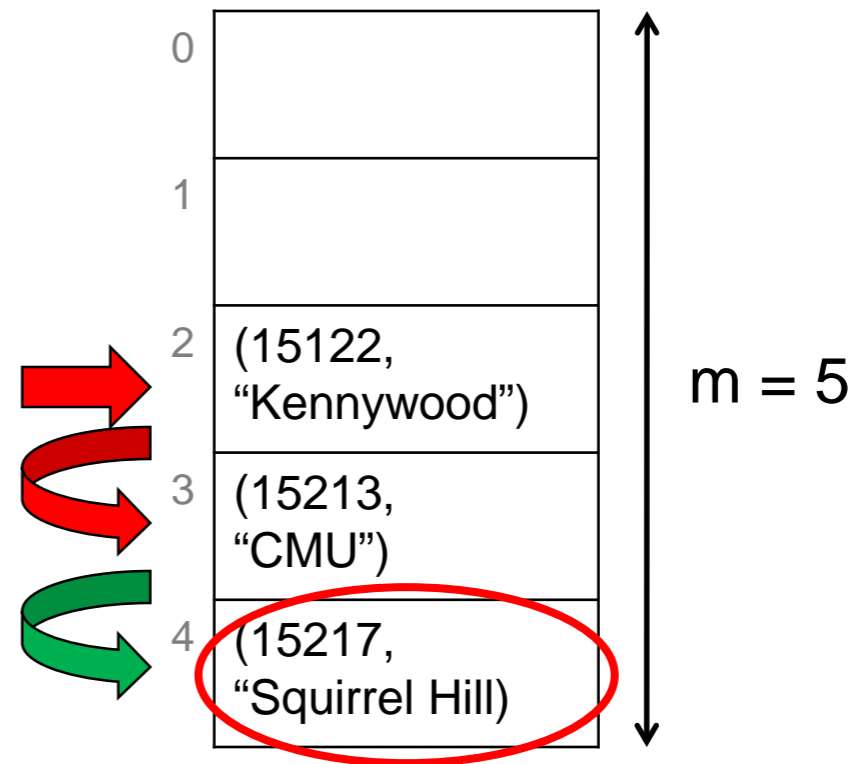 0
1
2
(15122,
“Kennywood”)
m = 5
3
(15213,
“CMU”)
4
(15217,
“Squirrel Hill)